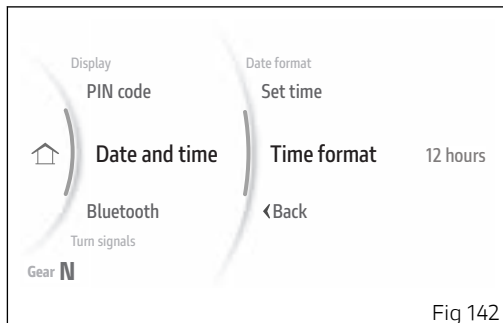 Display
PIN code
Date and time
Bluetooth
Turn signals
Gear N
Date format
Set time
Time format
12 hours
Back
Fig 142